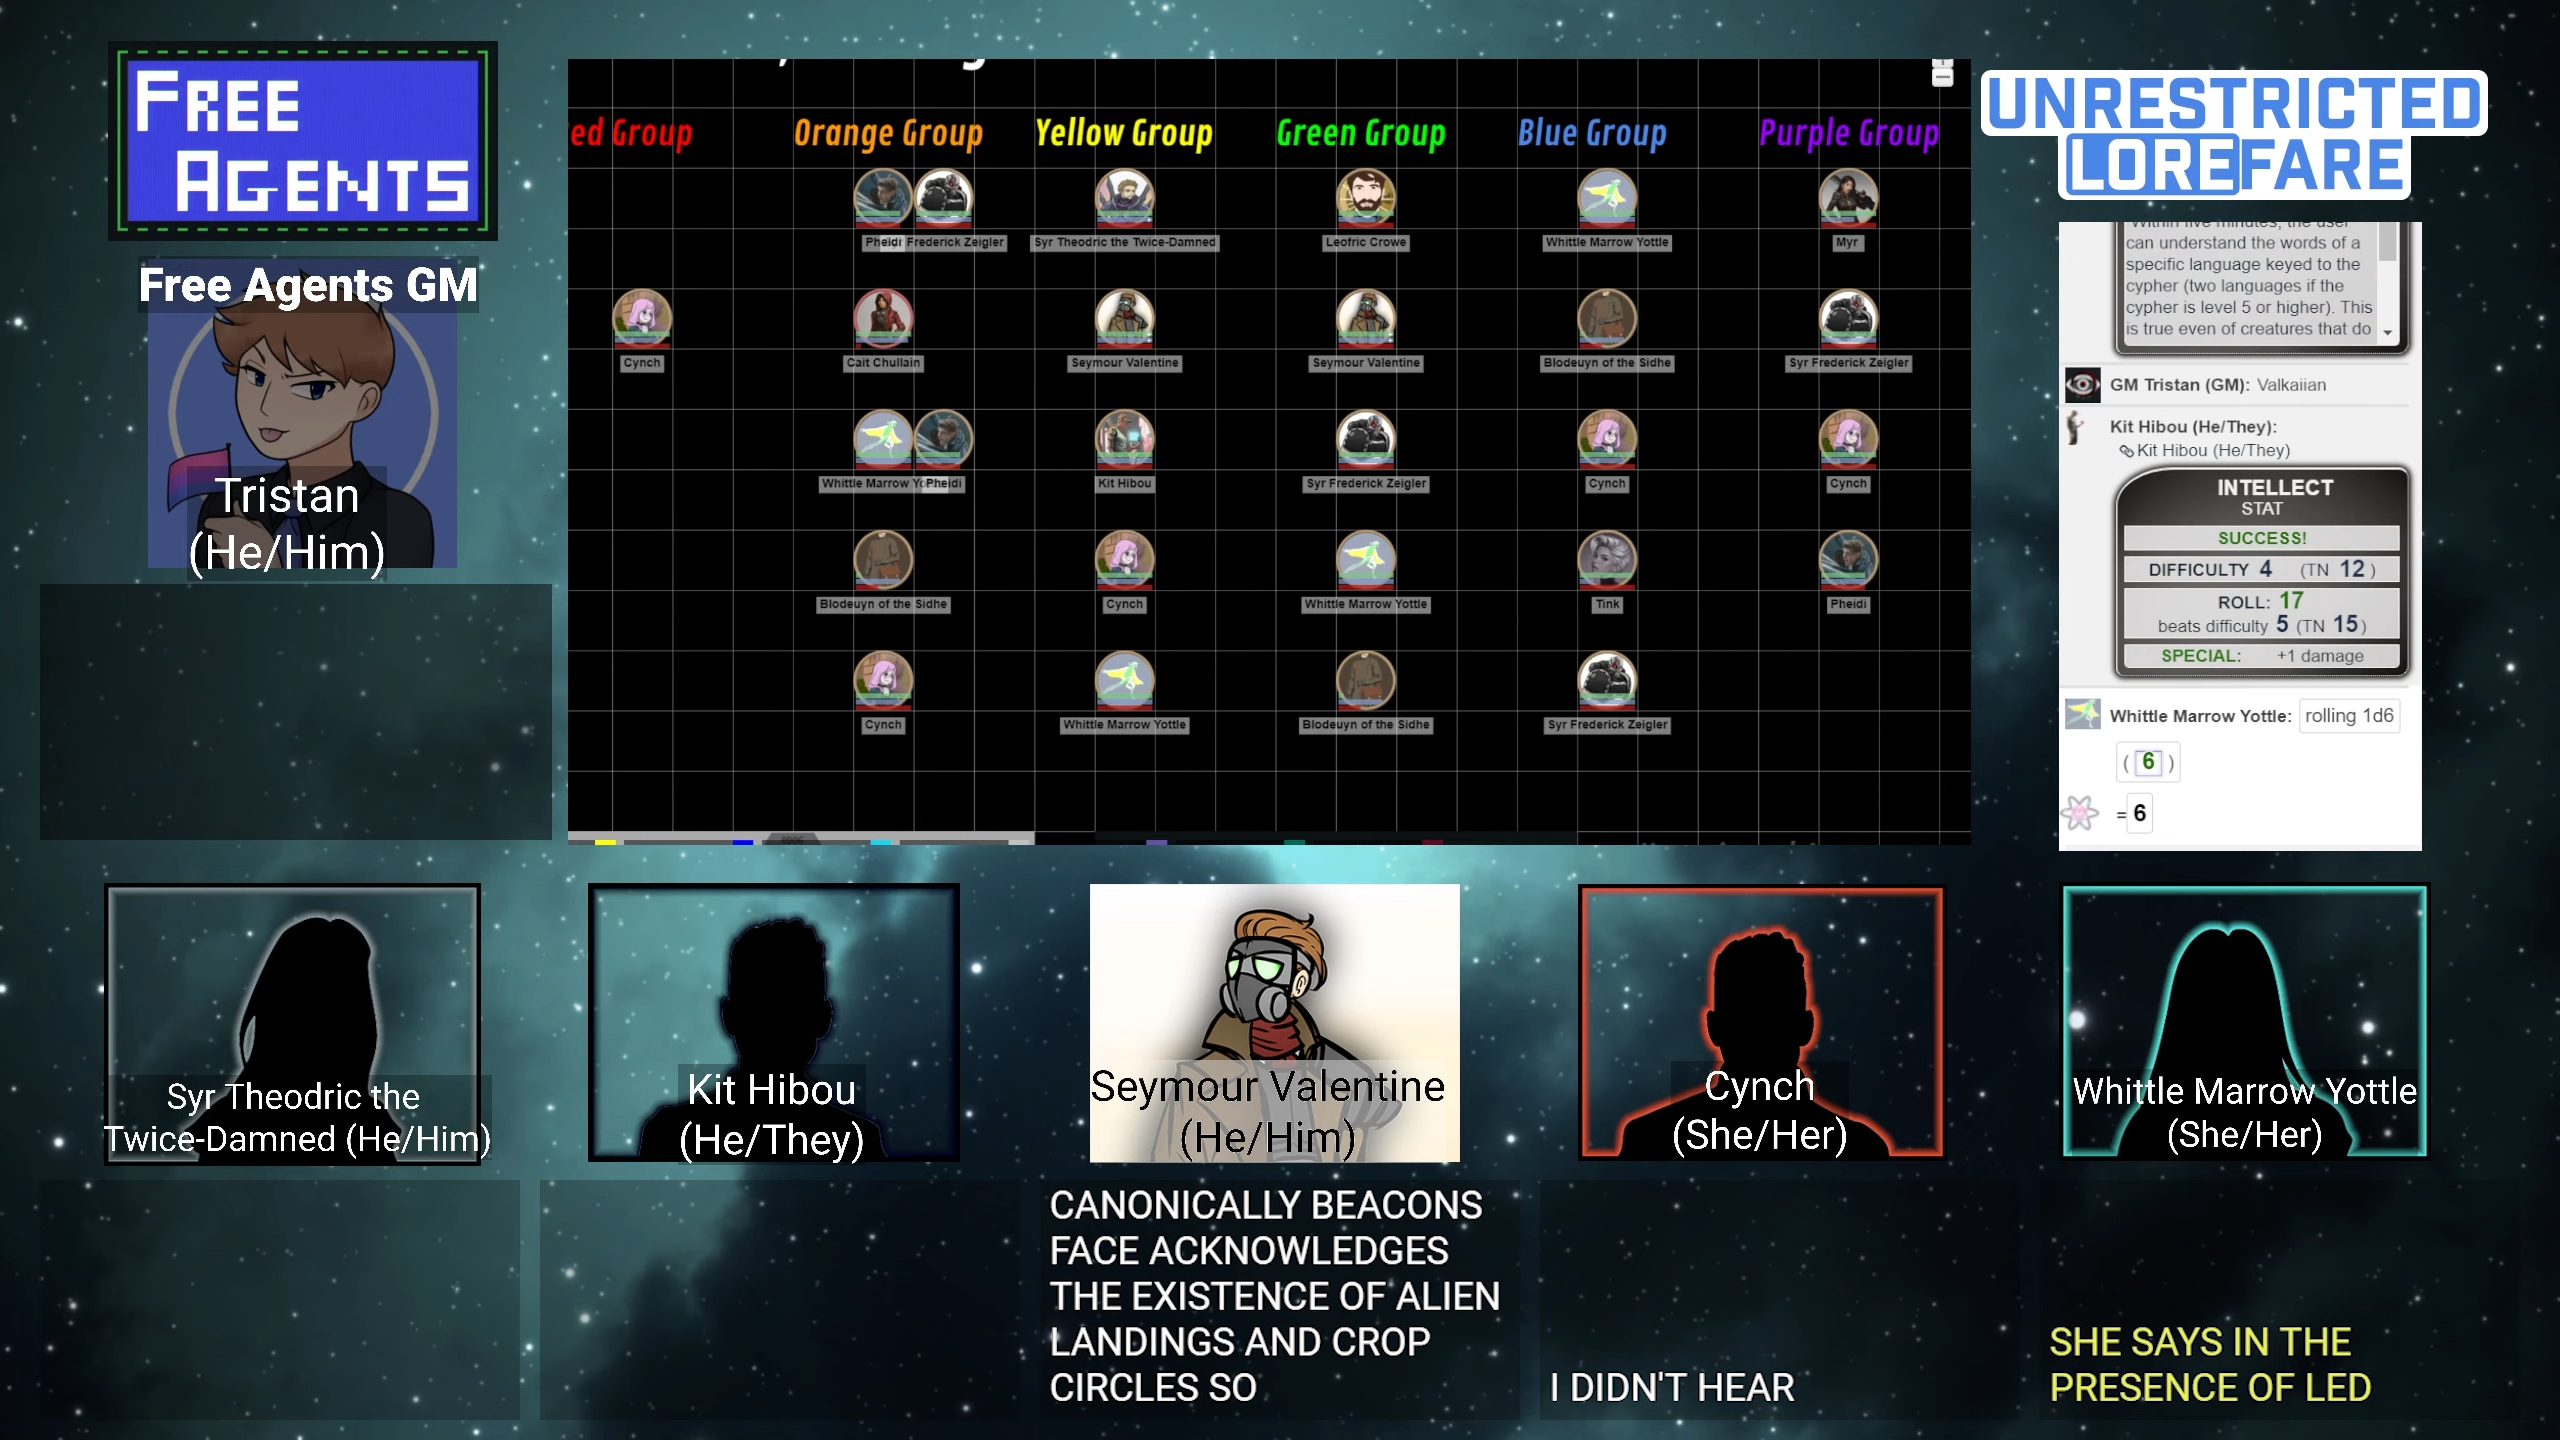 FREE
AGENTS
Free Agents GM
Tristan
(He/Him)
ed Group
Orange Group
Yellow Group
Green Group
Blue Group
Purple Group
Pheidi
Frederick Zeigler
Syr Theodric the Twice-Damned
Leofric Crowe
Whittle Marrow Yottle
Myr
Cynch
Cait Chullain
Seymour Valentine
Seymour Valentine
Blodeuyn of the Sidhe
Syr Frederick Zeigler
Whittle Marrow Yo
Pheidi
Kit Hibou
Syr Frederick Zeigler
Cynch
Cynch
Blodeuyn of the Sidhe
Cynch
Whittle Marrow Yottle
Tink
Pheidi
Cynch
Whittle Marrow Yottle
Blodeuyn of the Sidhe
Syr Frederick Zeigler
UNRESTRICTED
LOREFARE
Within five minutes, the user
can understand the words of a
specific language keyed to the
cypher (two languages if the
cypher is level 5 or higher). This
is true even of creatures that do
GM Tristan (GM): Valkaiian
Kit Hibou (He/They):
Kit Hibou (He/They)
INTELLECT
STAT
SUCCESS!
DIFFICULTY 4 (TN 12 )
ROLL: 17
beats difficulty 5 (TN 15 )
SPECIAL: +1 damage
Whittle Marrow Yottle: rolling 1d6
( 6 )
= 6
Syr Theodric the
Twice-Damned (He/Him)
Kit Hibou
(He/They)
Seymour Valentine
(He/Him)
Cynch
(She/Her)
Whittle Marrow Yottle
(She/Her)
CANONICALLY BEACONS
FACE ACKNOWLEDGES
THE EXISTENCE OF ALIEN
LANDINGS AND CROP
CIRCLES SO
I DIDN'T HEAR
SHE SAYS IN THE
PRESENCE OF LED